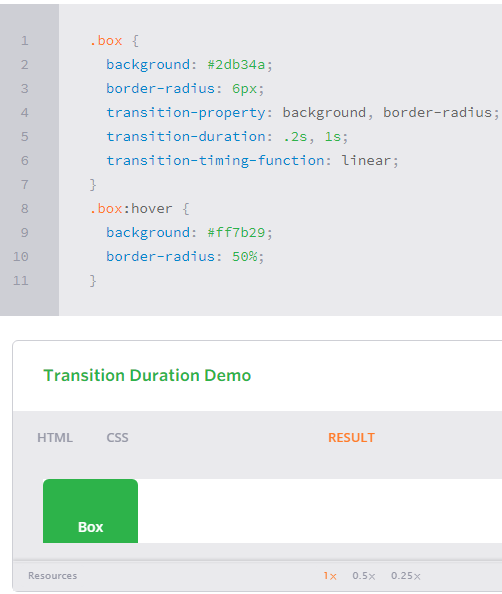 1 .box {
2 background: #2db34a;
3 border-radius: 6px;
4 transition-property: background, border-radius;
5 transition-duration: .2s, 1s;
6 transition-timing-function: linear;
7 }
8 .box:hover {
9 background: #ff7b29;
10 border-radius: 50%;
11 }
Transition Duration Demo
HTML CSS RESULT
Box
Resources 1× 0.5× 0.25×